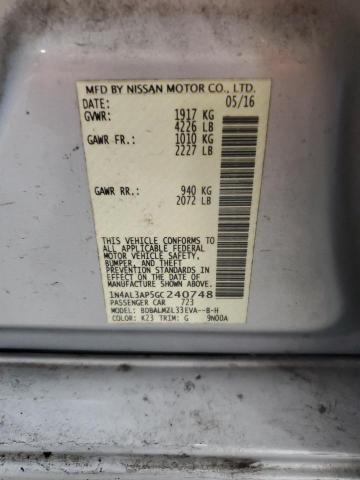 MFD BY NISSAN MOTOR CO., LTD.
DATE: 05/16
GVWR: 1917 KG
4226 LB
GAWR FR.: 1010 KG
2227 LB
GAWR RR.: 940 KG
2072 LB
THIS VEHICLE CONFORMS TO
ALL APPLICABLE FEDERAL
MOTOR VEHICLE SAFETY,
BUMPER, AND THEFT
PREVENTION STANDARDS IN
EFFECT ON THE DATE OF
MANUFACTURE SHOWN ABOVE.
1N4AL3AP5GC240748
PASSENGER CAR 723
MODEL: BDBALMZL33EVA--B-H
COLOR: K23 TRIM: G 9N00A